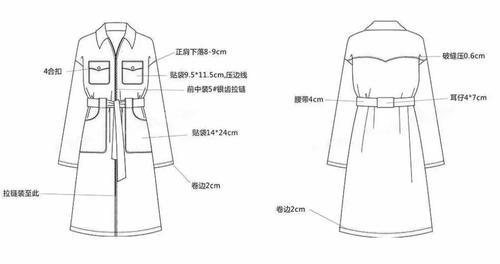 正肩下落8-9cm
4合扣
贴袋9.5*11.5cm,压边线
前中装5#银齿拉链
贴袋14*24cm
卷边2cm
拉链装至此
破缝压0.6cm
腰带4cm
耳仔4*7cm
卷边2cm